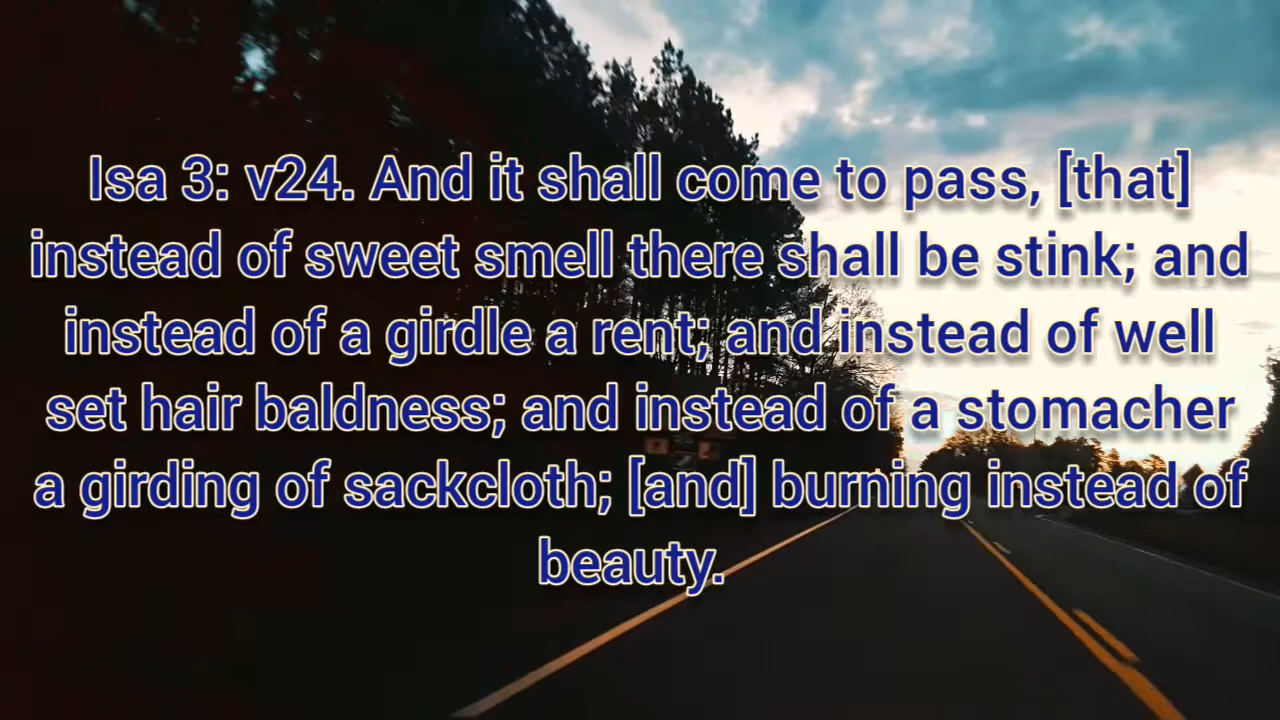 Isa 3: v24. And it shall come to pass, [that]
instead of sweet smell there shall be stink; and
instead of a girdle a rent; and instead of well
set hair baldness; and instead of a stomacher
a girding of sackcloth; [and] burning instead of
beauty.